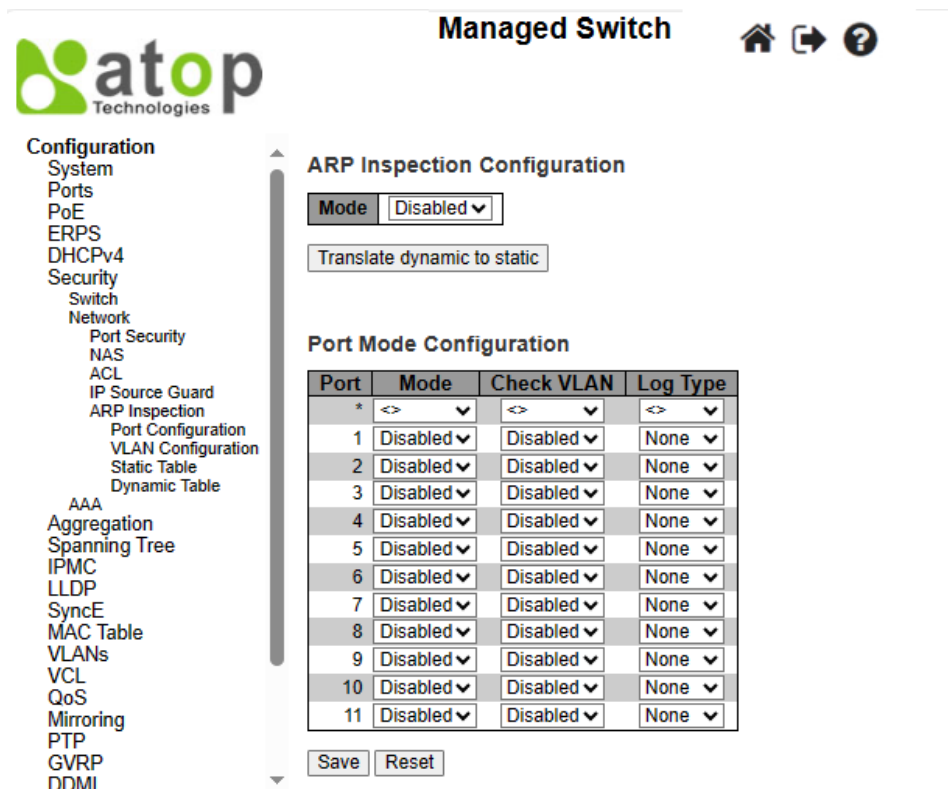 Managed Switch
atop
Technologies
Configuration
System
Ports
PoE
ERPS
DHCPv4
Security
Switch
Network
Port Security
NAS
ACL
IP Source Guard
ARP Inspection
Port Configuration
VLAN Configuration
Static Table
Dynamic Table
AAA
Aggregation
Spanning Tree
IPMC
LLDP
SyncE
MAC Table
VLANs
VCL
QoS
Mirroring
PTP
GVRP
DDMI
ARP Inspection Configuration
Mode Disabled
Translate dynamic to static
Port Mode Configuration
Port Mode Check VLAN Log Type
* <> <> <>
1 Disabled Disabled None
2 Disabled Disabled None
3 Disabled Disabled None
4 Disabled Disabled None
5 Disabled Disabled None
6 Disabled Disabled None
7 Disabled Disabled None
8 Disabled Disabled None
9 Disabled Disabled None
10 Disabled Disabled None
11 Disabled Disabled None
Save Reset